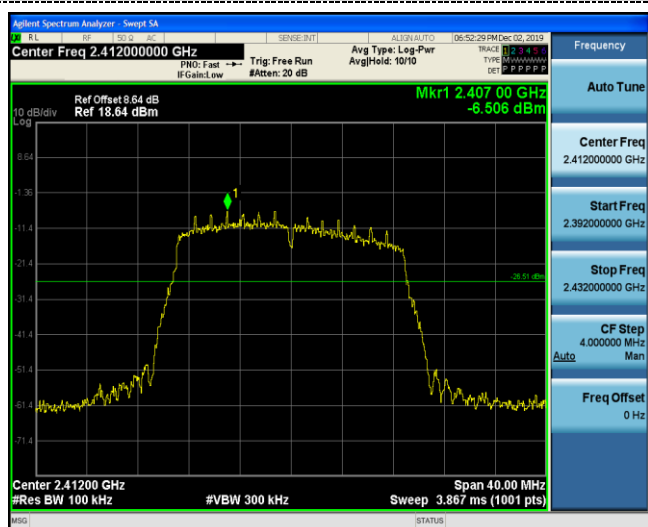 Agilent Spectrum Analyzer - Swept SA
RL RF 50 Ω AC SENSE:INT ALIGN AUTO 06:52:29 PM Dec 02, 2019
Center Freq 2.412000000 GHz
PNO: Fast
IFGain:Low
Trig: Free Run
#Atten: 20 dB
Avg Type: Log-Pwr
Avg|Hold: 10/10
TRACE 1 2 3 4 5 6
TYPE MWWWWW
DET P P P P P P
Frequency
Auto Tune
Center Freq
2.412000000 GHz
Start Freq
2.392000000 GHz
Stop Freq
2.432000000 GHz
CF Step
4.000000 MHz
Auto Man
Freq Offset
0 Hz
Mkr1 2.407 00 GHz
-6.506 dBm
Ref Offset 8.64 dB
10 dB/div Ref 18.64 dBm
Log
8.64
-1.36
-11.4
-21.4
-31.4
-41.4
-51.4
-61.4
-71.4
1
-26.51 dBm
Center 2.41200 GHz Span 40.00 MHz
#Res BW 100 kHz #VBW 300 kHz Sweep 3.867 ms (1001 pts)
MSG STATUS